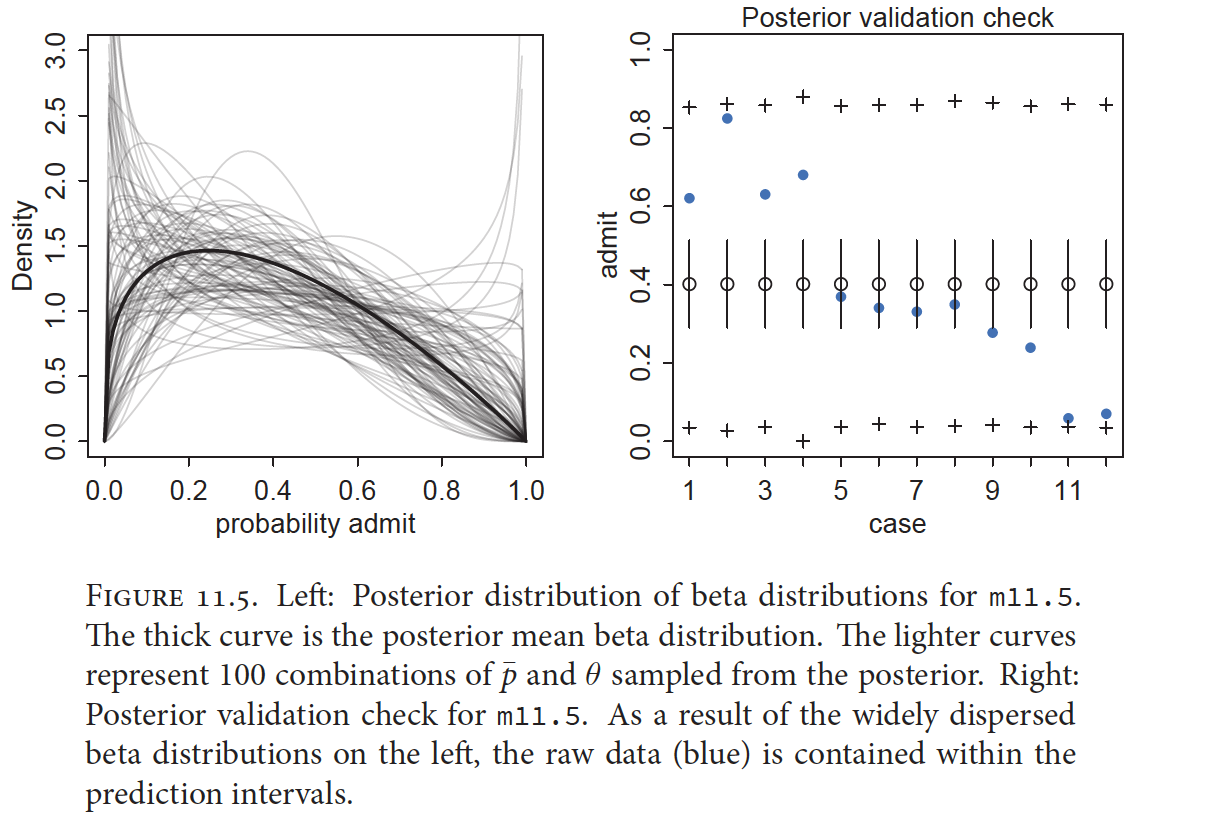 Posterior validation check
3.0
2.5
2.0
1.5
1.0
0.5
0.0
Density
0.0 0.2 0.4 0.6 0.8 1.0
probability admit
1.0
0.8
0.6
0.4
0.2
0.0
admit
1 3 5 7 9 11
case
FIGURE 11.5. Left: Posterior distribution of beta distributions for m11.5.
The thick curve is the posterior mean beta distribution. The lighter curves
represent 100 combinations of p̄ and θ sampled from the posterior. Right:
Posterior validation check for m11.5. As a result of the widely dispersed
beta distributions on the left, the raw data (blue) is contained within the
prediction intervals.